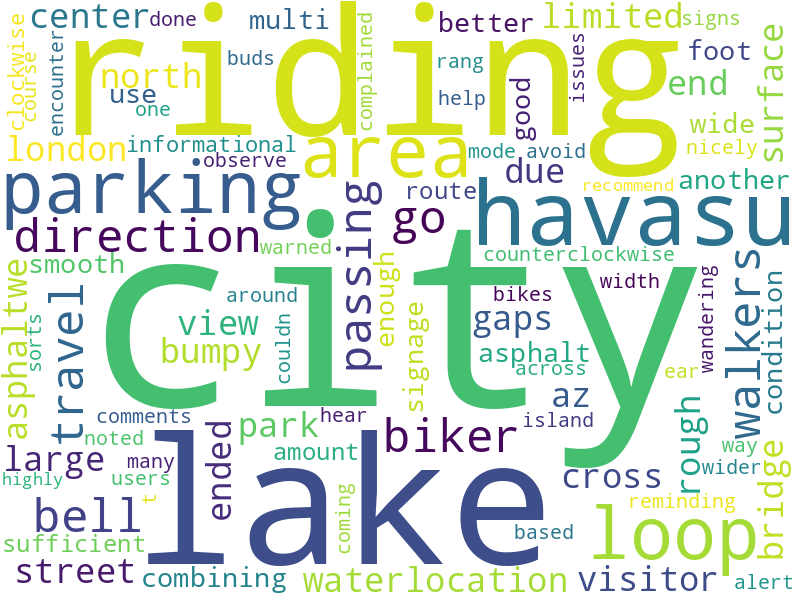 center done multi better limited signs
riding
clockwise course encounter north use buds one complained rang help good issues foot end wide surface
london informational area mode avoid due nicely another
parking observe route go recommend havasu
direction warned passing counterclockwise
smooth city
asphaltwe sorts travel around view bumpy couldn enough signage gaps bikes width asphalt across wandering walkers condition
az ear
comments park hear island
noted ended amount biker cross rough way bridge
large many lake wider
highly users t reminding
bell coming based loop
sufficient
street combining waterlocation visitor alert